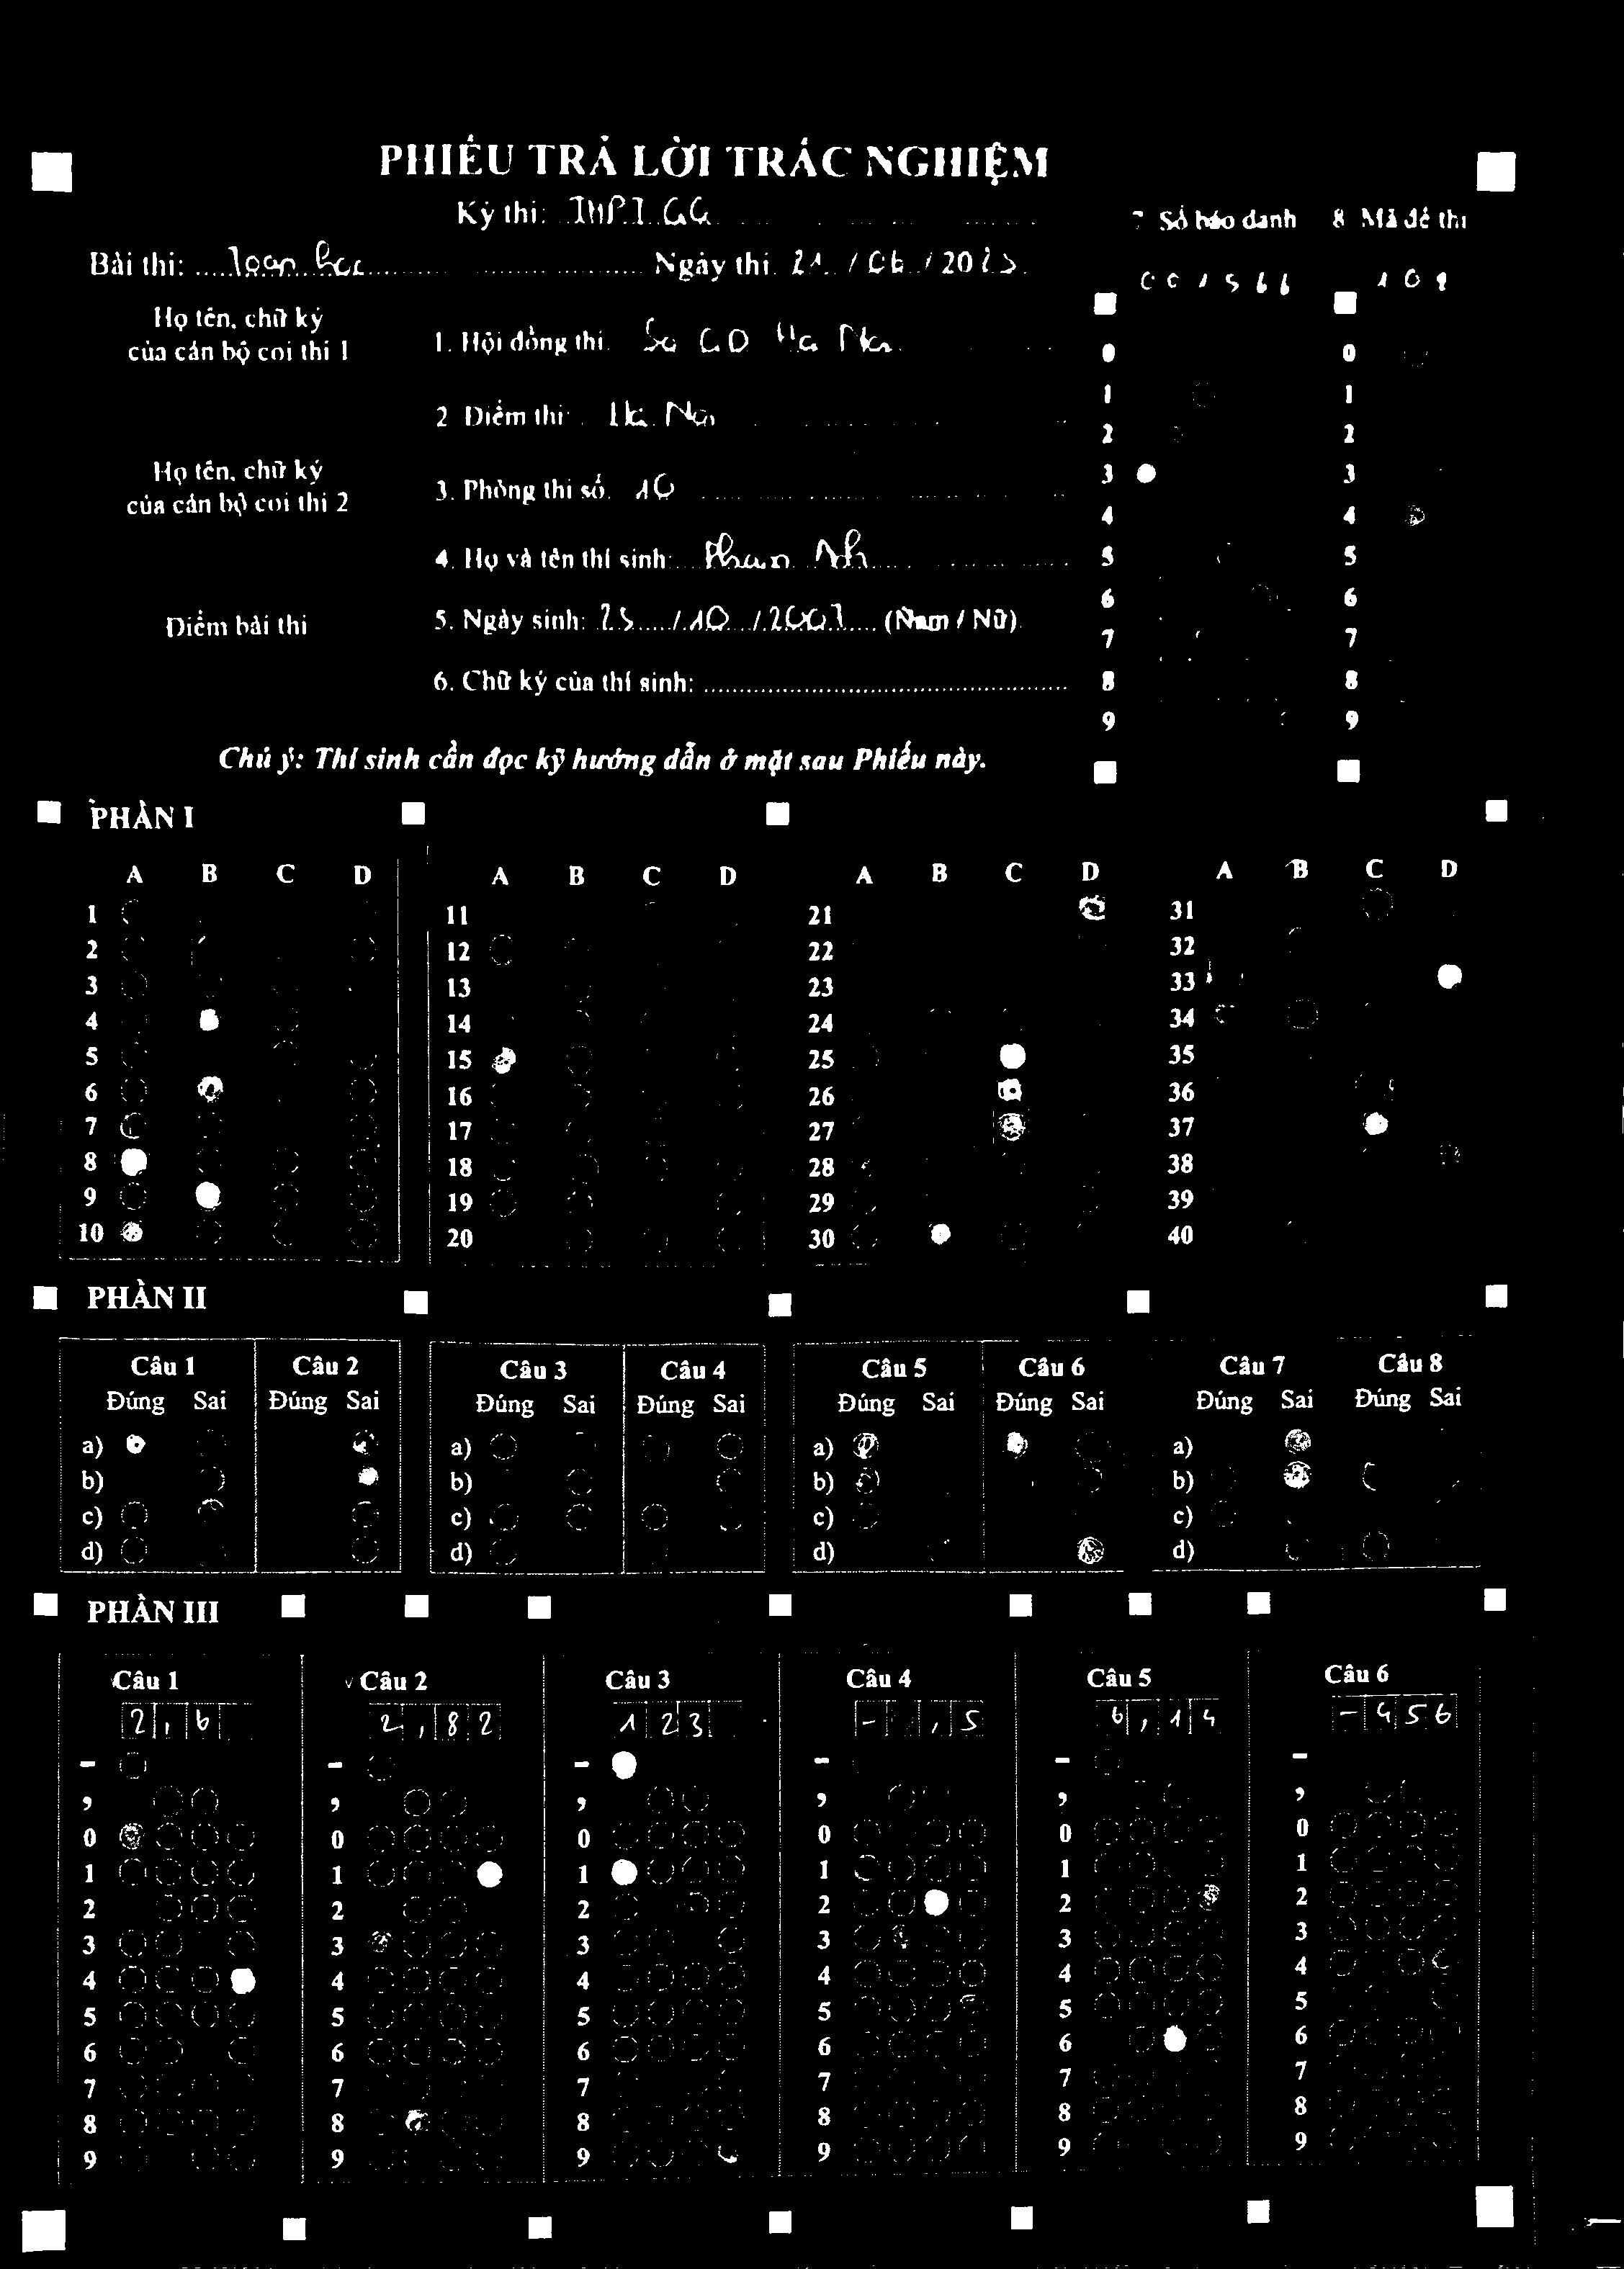 PHIẾU TRẢ LỜI TRẮC NGHIỆM
Kỳ thi: THPT QG
Bài thi: Toán học Ngày thi. 21 / 06 / 2023
7 Số báo danh 8 Mã đề thi
001566 101
Họ tên, chữ ký
của cán bộ coi thi 1
1. Hội đồng thi.
2 Điểm thi:
Họ tên, chữ ký
của cán bộ coi thi 2
3. Phòng thi số. 10
4. Họ và tên thí sinh: Phan Anh
Điểm bài thi
5. Ngày sinh: 25 / 10 / 2001 (Nam / Nữ)
6. Chữ ký của thí sinh:
0 0
1 1
2 2
3 3
4 4
5 5
6 6
7 7
8 8
9 9
Chú ý: Thí sinh cần đọc kỹ hướng dẫn ở mặt sau Phiếu này.
PHẦN I
A B C D A B C D A B C D A B C D
1 11 21 31
2 12 22 32
3 13 23 33
4 14 24 34
5 15 25 35
6 16 26 36
7 17 27 37
8 18 28 38
9 19 29 39
10 20 30 40
PHẦN II
Câu 1 Câu 2 Câu 3 Câu 4 Câu 5 Câu 6 Câu 7 Câu 8
Đúng Sai Đúng Sai Đúng Sai Đúng Sai Đúng Sai Đúng Sai Đúng Sai Đúng Sai
a) a) a) a)
b) b) b) b)
c) c) c) c)
d) d) d) d)
PHẦN III
Câu 1 Câu 2 Câu 3 Câu 4 Câu 5 Câu 6
2,6 2,82 123 - ,5 6,14 -456
- - - - - -
, , , , , ,
0 0 0 0 0 0
1 1 1 1 1 1
2 2 2 2 2 2
3 3 3 3 3 3
4 4 4 4 4 4
5 5 5 5 5 5
6 6 6 6 6 6
7 7 7 7 7 7
8 8 8 8 8 8
9 9 9 9 9 9